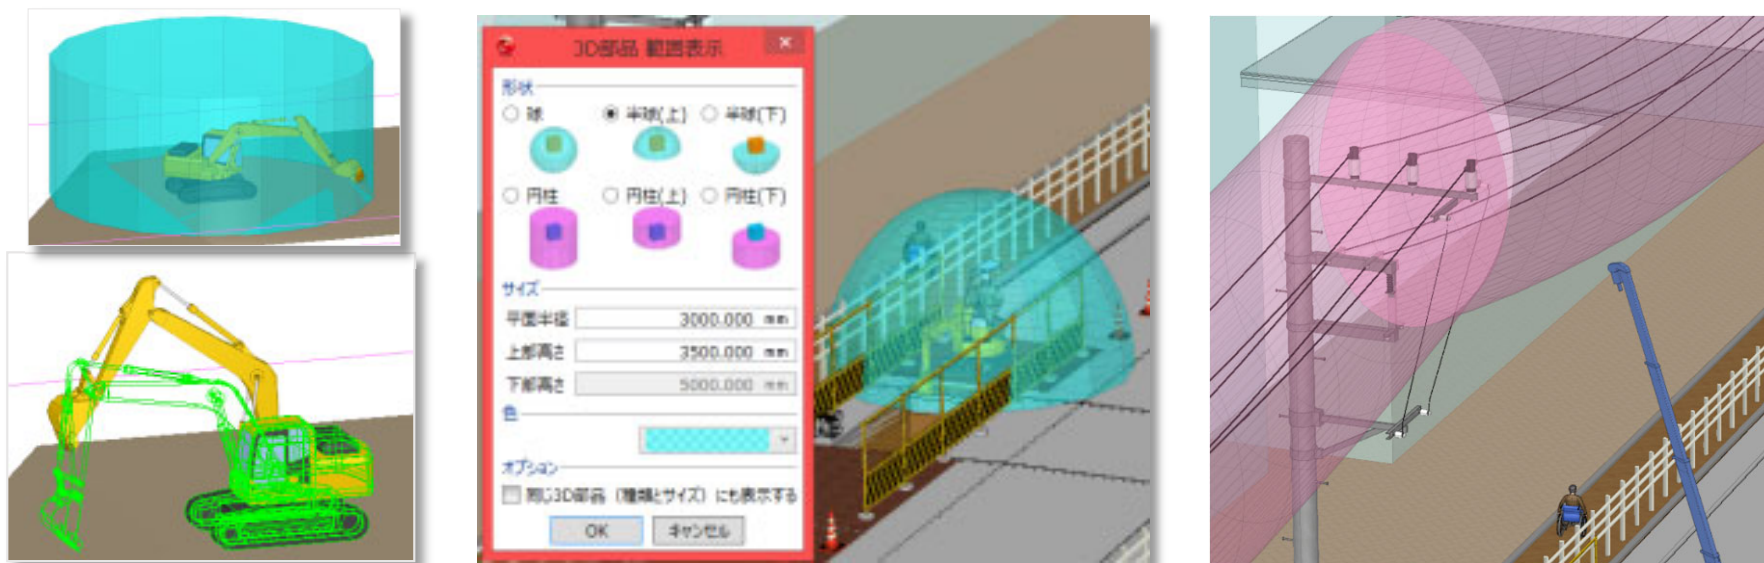 3D部品 範囲表示
形状
球 半球(上) 半球(下)
円柱 円柱(上) 円柱(下)
サイズ
平面半径 3000.000 mm
上部高さ 3500.000 mm
下部高さ 5000.000 mm
色
オプション
同じ3D部品（種類とサイズ）にも表示する
OK キャンセル